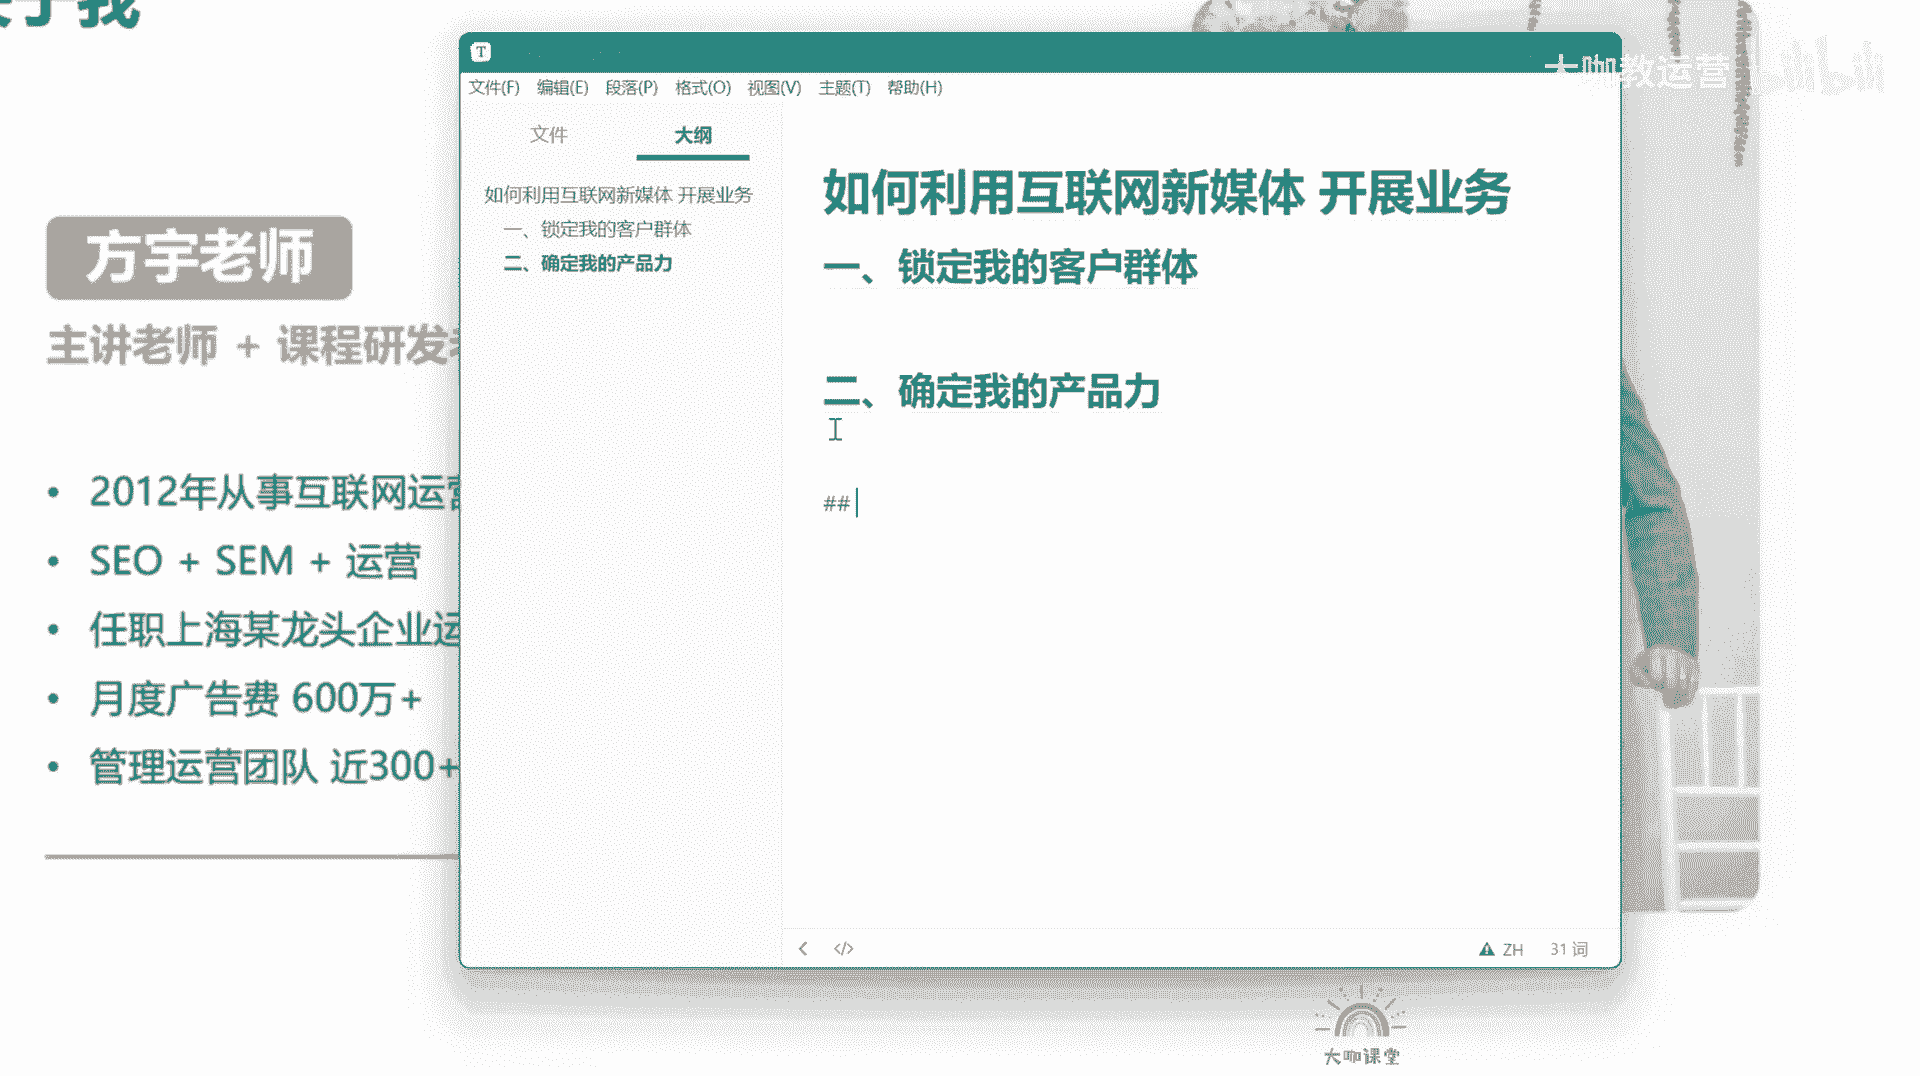 关于我
大咖教运营 bilibili
T
文件(F) 编辑(E) 段落(P) 格式(O) 视图(V) 主题(T) 帮助(H)
文件 大纲
如何利用互联网新媒体 开展业务
一、锁定我的客户群体
二、确定我的产品力
如何利用互联网新媒体 开展业务
一、锁定我的客户群体
二、确定我的产品力
##
方宇老师
主讲老师 + 课程研发
• 2012年从事互联网运营
• SEO + SEM + 运营
• 任职上海某龙头企业运
• 月度广告费 600万+
• 管理运营团队 近300+
</> ZH 31 词
大咖课堂